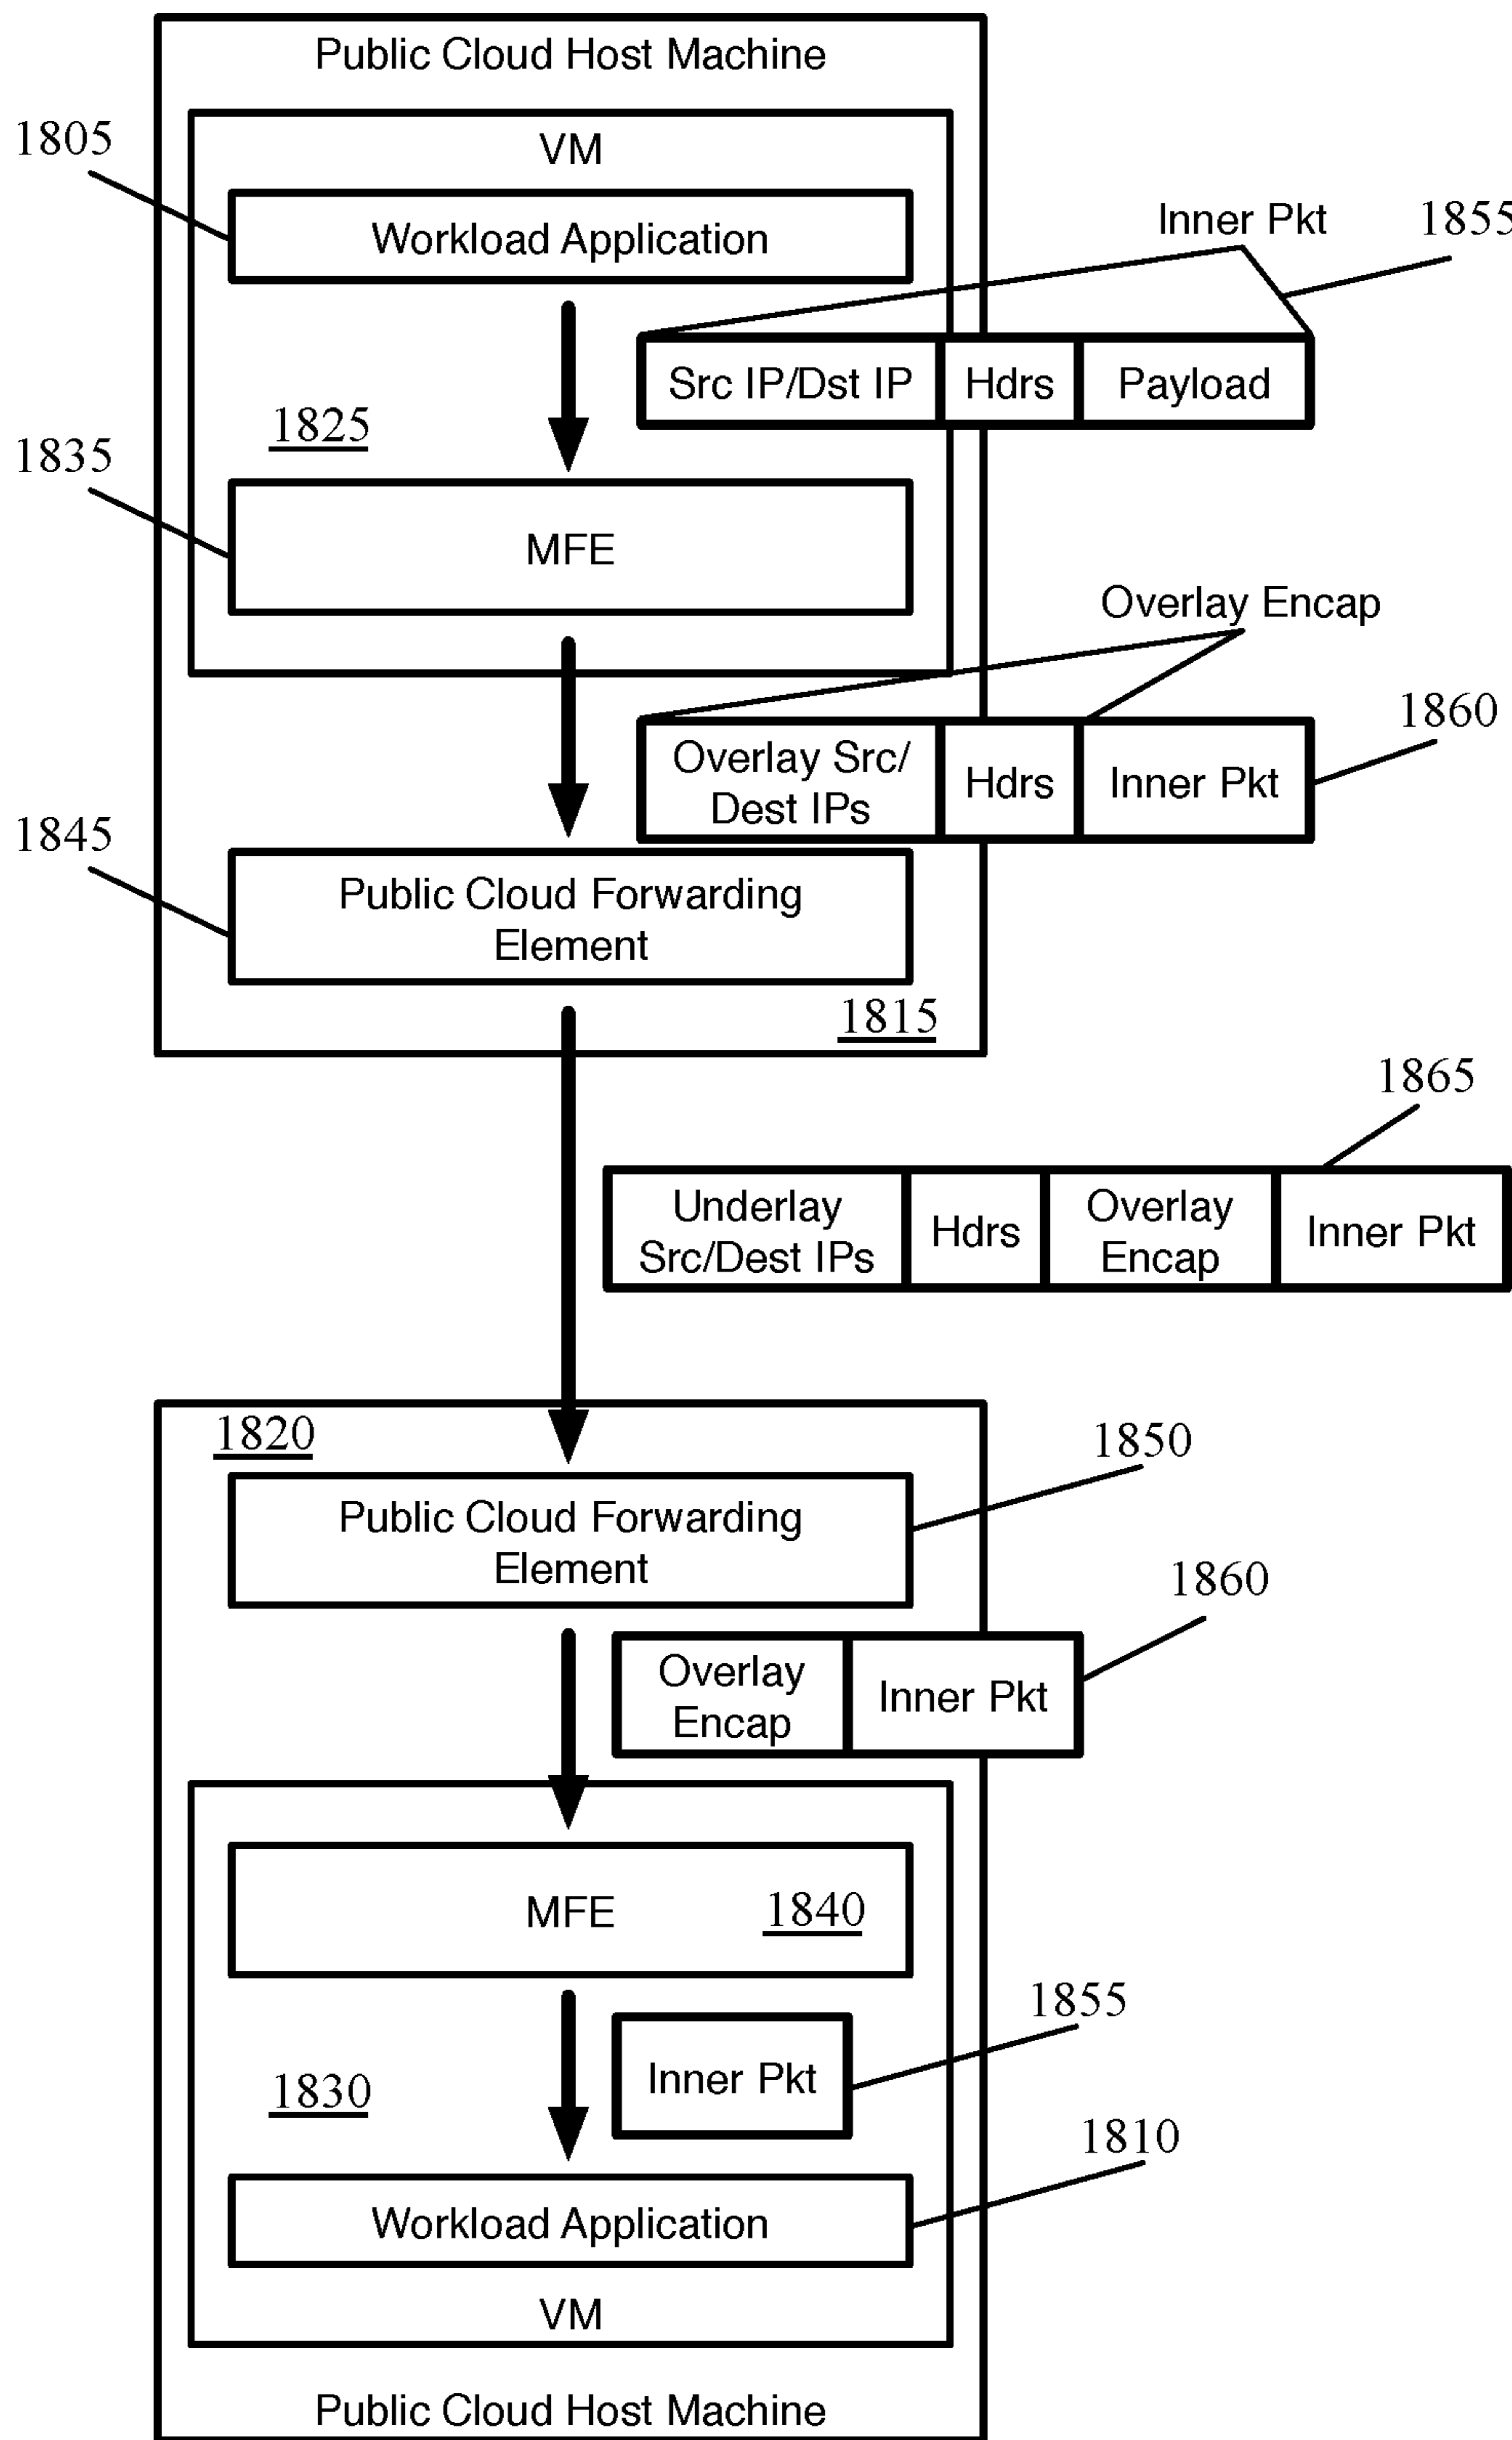 Public Cloud Host Machine
1805
VM
Workload Application
Inner Pkt
1855
Src IP/Dst IP
Hdrs
Payload
1825
1835
MFE
Overlay Encap
1860
Overlay Src/
Dest IPs
Hdrs
Inner Pkt
1845
Public Cloud Forwarding
Element
1815
1865
Underlay
Src/Dest IPs
Hdrs
Overlay
Encap
Inner Pkt
1820
1850
Public Cloud Forwarding
Element
1860
Overlay
Encap
Inner Pkt
MFE
1840
1855
Inner Pkt
1830
1810
Workload Application
VM
Public Cloud Host Machine